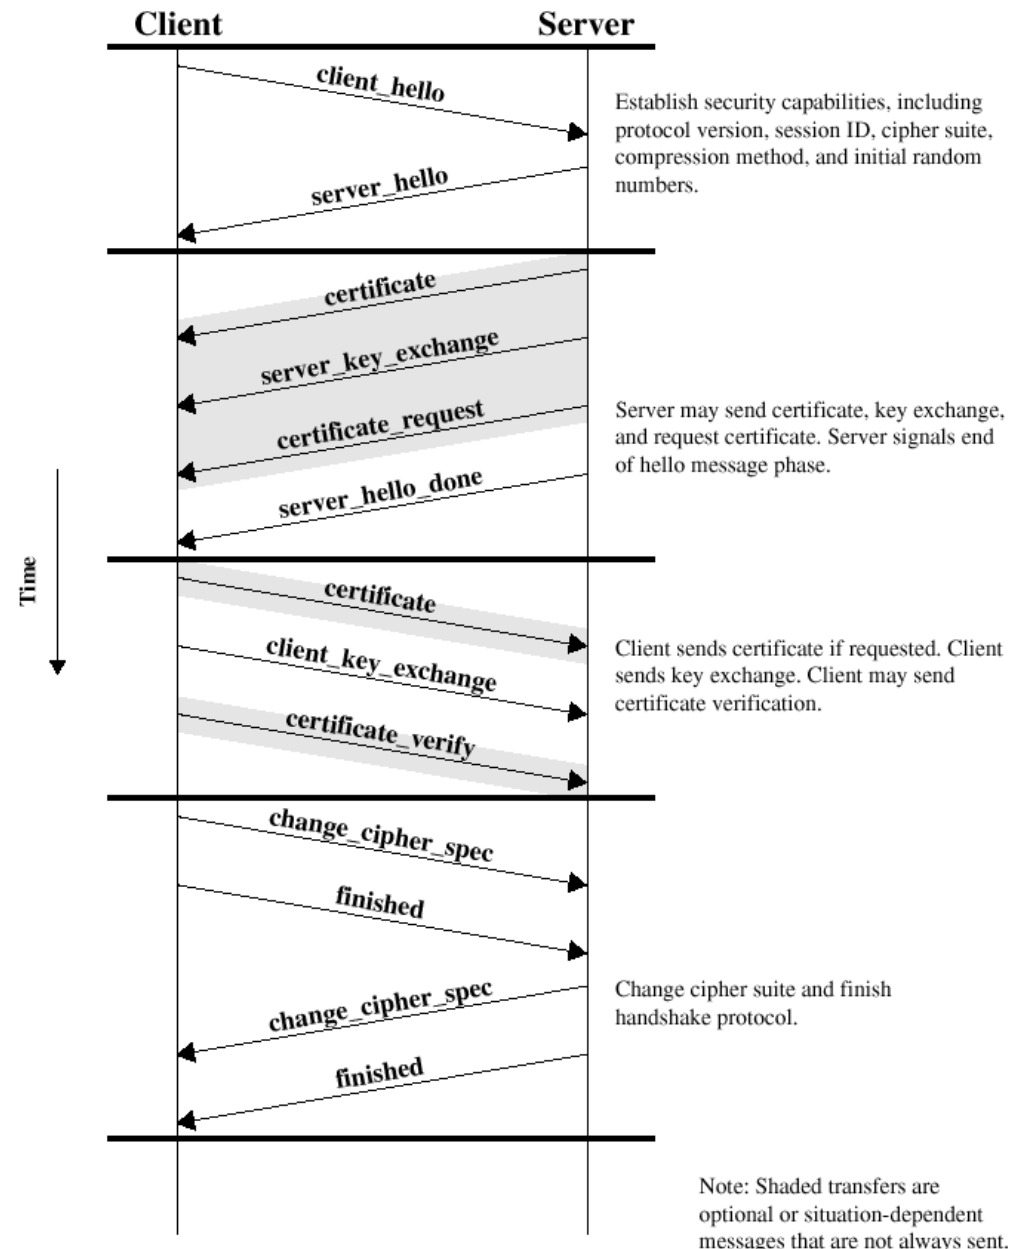 Client
Server
client_hello
Establish security capabilities, including
protocol version, session ID, cipher suite,
compression method, and initial random
numbers.
server_hello
certificate
server_key_exchange
certificate_request
Server may send certificate, key exchange,
and request certificate. Server signals end
of hello message phase.
server_hello_done
Time
certificate
client_key_exchange
Client sends certificate if requested. Client
sends key exchange. Client may send
certificate verification.
certificate_verify
change_cipher_spec
finished
change_cipher_spec
Change cipher suite and finish
handshake protocol.
finished
Note: Shaded transfers are
optional or situation-dependent
messages that are not always sent.